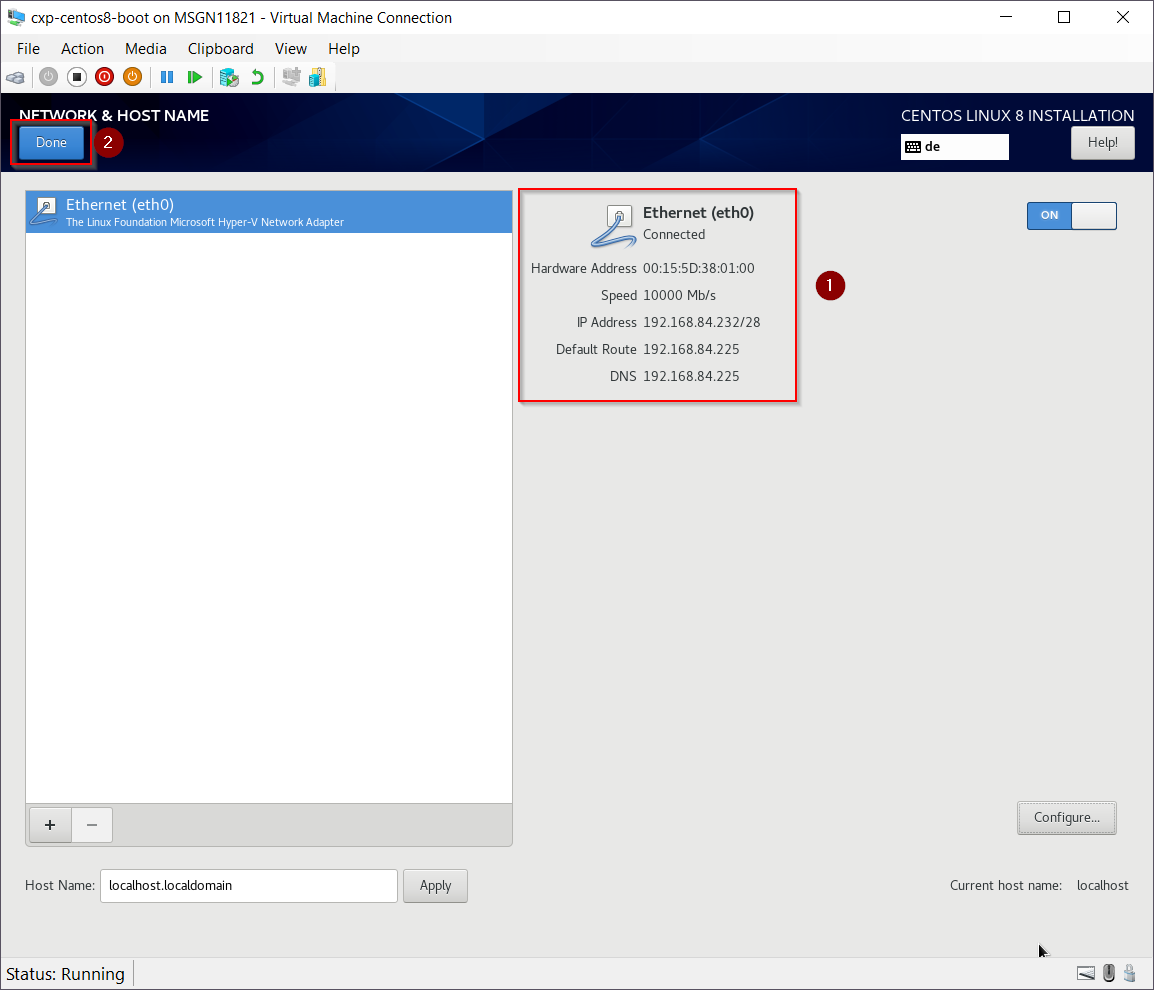 cxp-centos8-boot on MSGN11821 - Virtual Machine Connection
File Action Media Clipboard View Help
NETWORK & HOST NAME
CENTOS LINUX 8 INSTALLATION
Done
2
de
Help!
Ethernet (eth0)
The Linux Foundation Microsoft Hyper-V Network Adapter
Ethernet (eth0)
Connected
ON
Hardware Address 00:15:5D:38:01:00
1
Speed 10000 Mb/s
IP Address 192.168.84.232/28
Default Route 192.168.84.225
DNS 192.168.84.225
+ −
Configure...
Host Name: localhost.localdomain Apply
Current host name: localhost
Status: Running